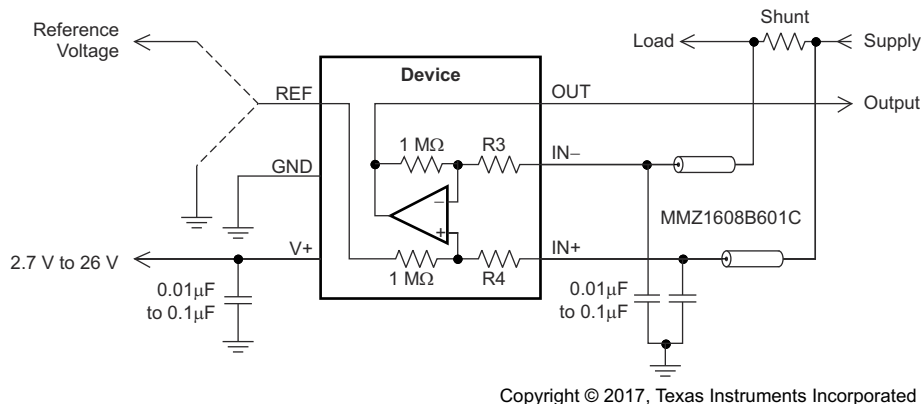 Shunt
Reference
Voltage
Load
Supply
Device
REF
OUT
Output
1 MΩ
R3
IN−
GND
−
MMZ1608B601C
+
V+
IN+
2.7 V to 26 V
1 MΩ
R4
0.01μF
to 0.1μF
0.01μF
to 0.1μF
Copyright © 2017, Texas Instruments Incorporated